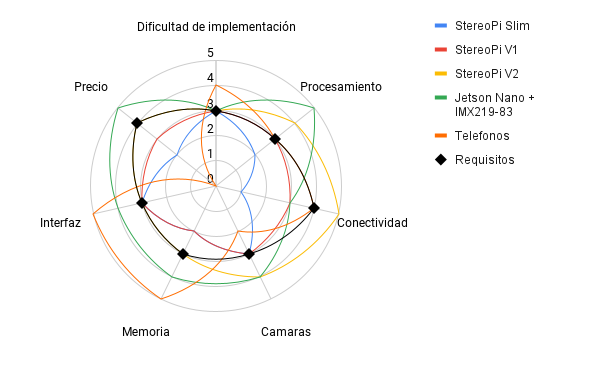 Dificultad de implementación
5
4
3
2
1
0
Precio
Procesamiento
Interfaz
Conectividad
Memoria
Camaras
StereoPi Slim
StereoPi V1
StereoPi V2
Jetson Nano +
IMX219-83
Telefonos
Requisitos